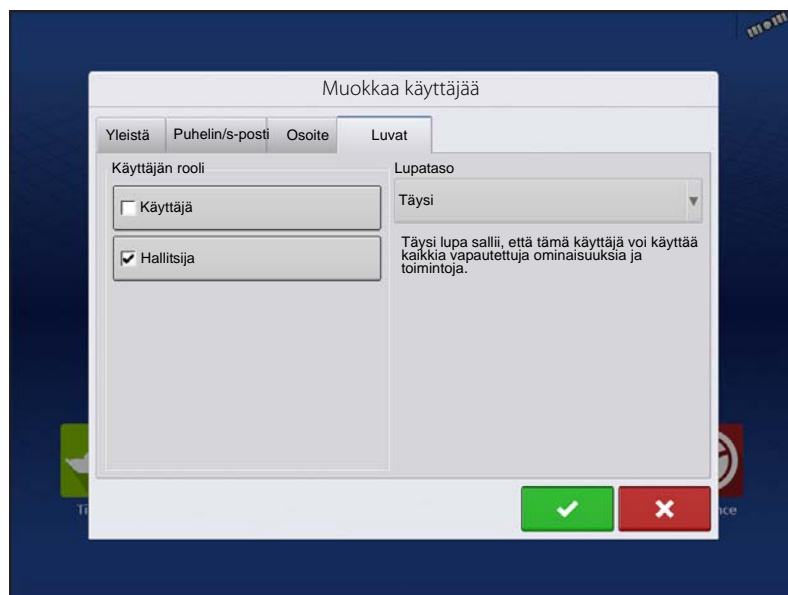 Muokkaa käyttäjää
Yleistä
Puhelin/s-posti
Osoite
Luvat
Käyttäjän rooli
Käyttäjä
Hallitsija
Lupataso
Täysi
Täysi lupa sallii, että tämä käyttäjä voi käyttää
kaikkia vapautettuja ominaisuuksia ja
toimintoja.